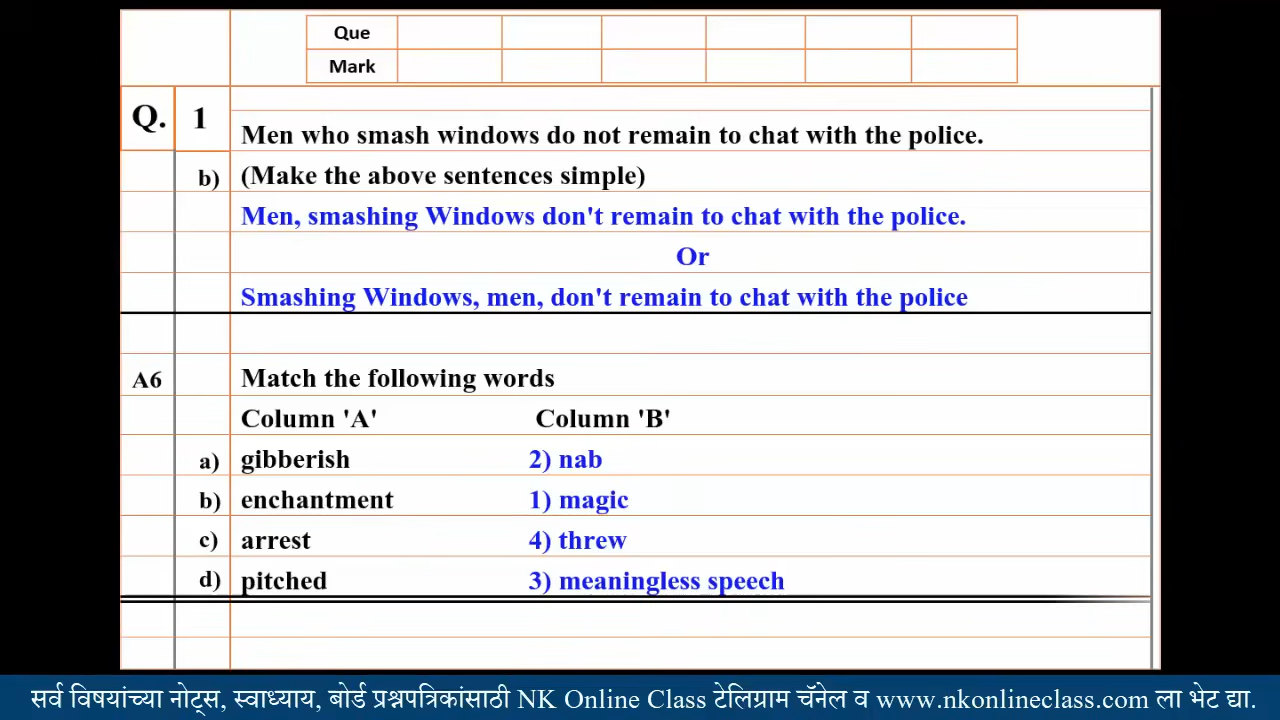 Que
Mark
Q. 1
Men who smash windows do not remain to chat with the police.
b) (Make the above sentences simple)
Men, smashing Windows don't remain to chat with the police.
Or
Smashing Windows, men, don't remain to chat with the police
A6 Match the following words
Column 'A' Column 'B'
a) gibberish 2) nab
b) enchantment 1) magic
c) arrest 4) threw
d) pitched 3) meaningless speech
सर्व विषयांच्या नोट्स, स्वाध्याय, बोर्ड प्रश्नपत्रिकांसाठी NK Online Class टेलिग्राम चॅनेल व www.nkonlineclass.com ला भेट द्या.